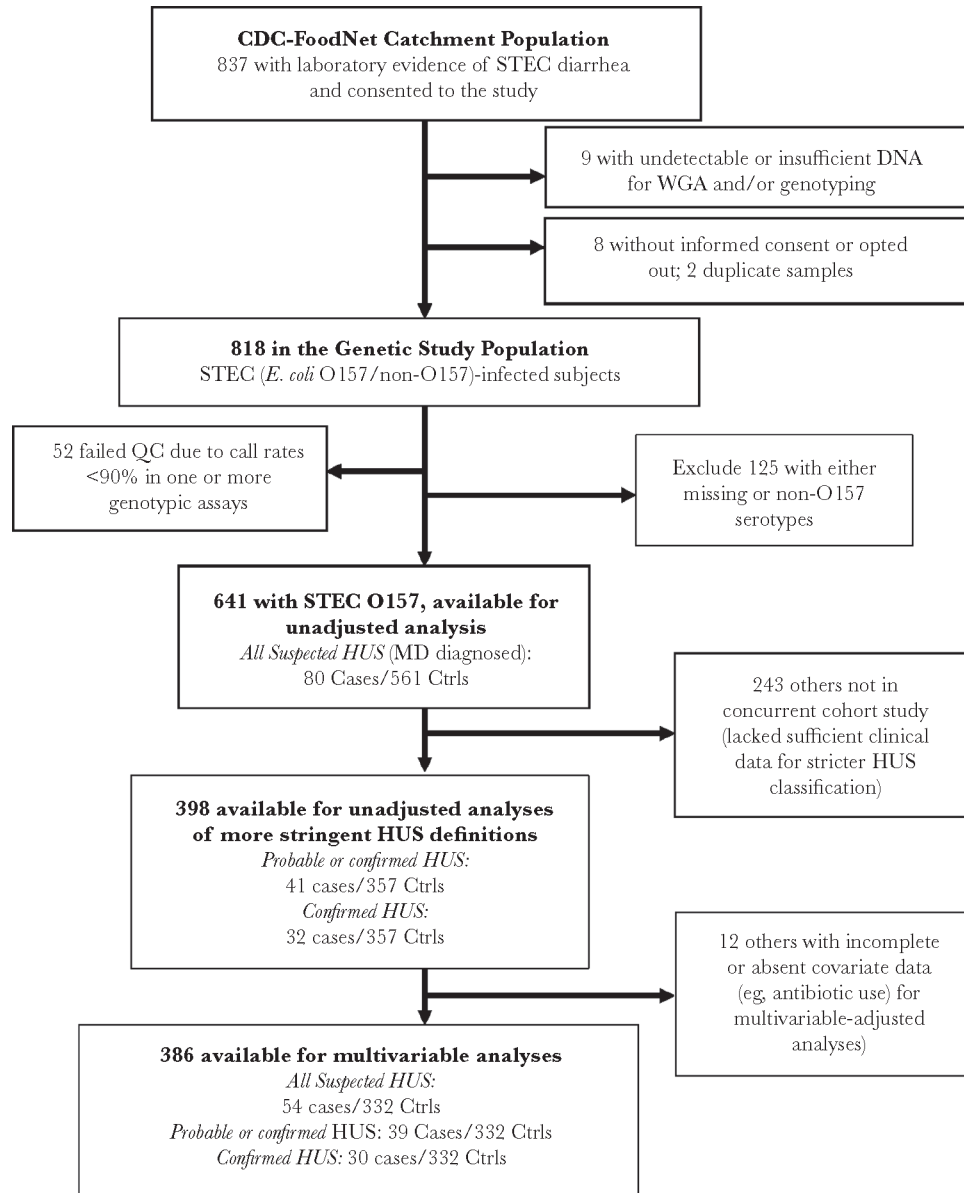 CDC-FoodNet Catchment Population
837 with laboratory evidence of STEC diarrhea
and consented to the study
9 with undetectable or insufficient DNA
for WGA and/or genotyping
8 without informed consent or opted
out; 2 duplicate samples
818 in the Genetic Study Population
STEC (E. coli O157/non-O157)-infected subjects
52 failed QC due to call rates
<90% in one or more
genotypic assays
Exclude 125 with either
missing or non-O157
serotypes
641 with STEC O157, available for
unadjusted analysis
All Suspected HUS (MD diagnosed):
80 Cases/561 Ctrls
243 others not in
concurrent cohort study
(lacked sufficient clinical
data for stricter HUS
classification)
398 available for unadjusted analyses
of more stringent HUS definitions
Probable or confirmed HUS:
41 cases/357 Ctrls
Confirmed HUS:
32 cases/357 Ctrls
12 others with incomplete
or absent covariate data
(eg, antibiotic use) for
multivariable-adjusted
analyses)
386 available for multivariable analyses
All Suspected HUS:
54 cases/332 Ctrls
Probable or confirmed HUS: 39 Cases/332 Ctrls
Confirmed HUS: 30 cases/332 Ctrls